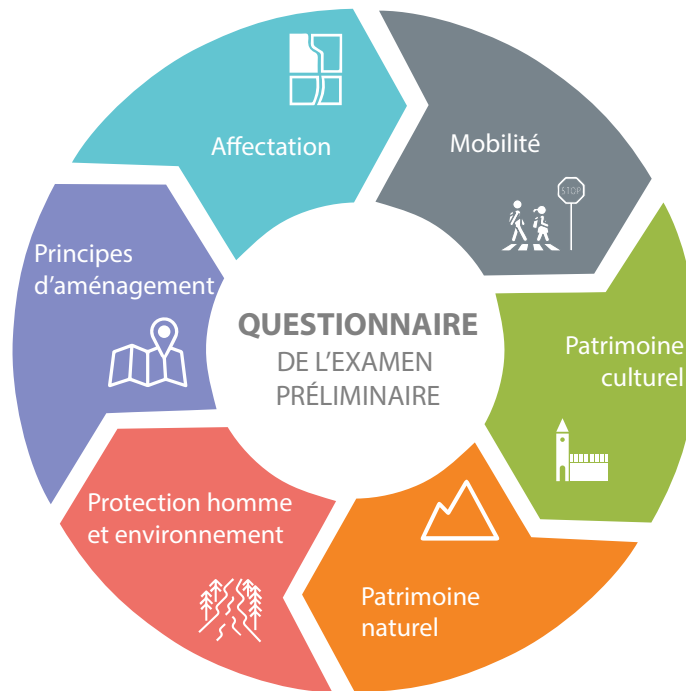 Affectation
Mobilité
STOP
Patrimoine
culturel
Patrimoine
naturel
Protection homme
et environnement
Principes
d’aménagement
QUESTIONNAIRE
DE L’EXAMEN
PRÉLIMINAIRE